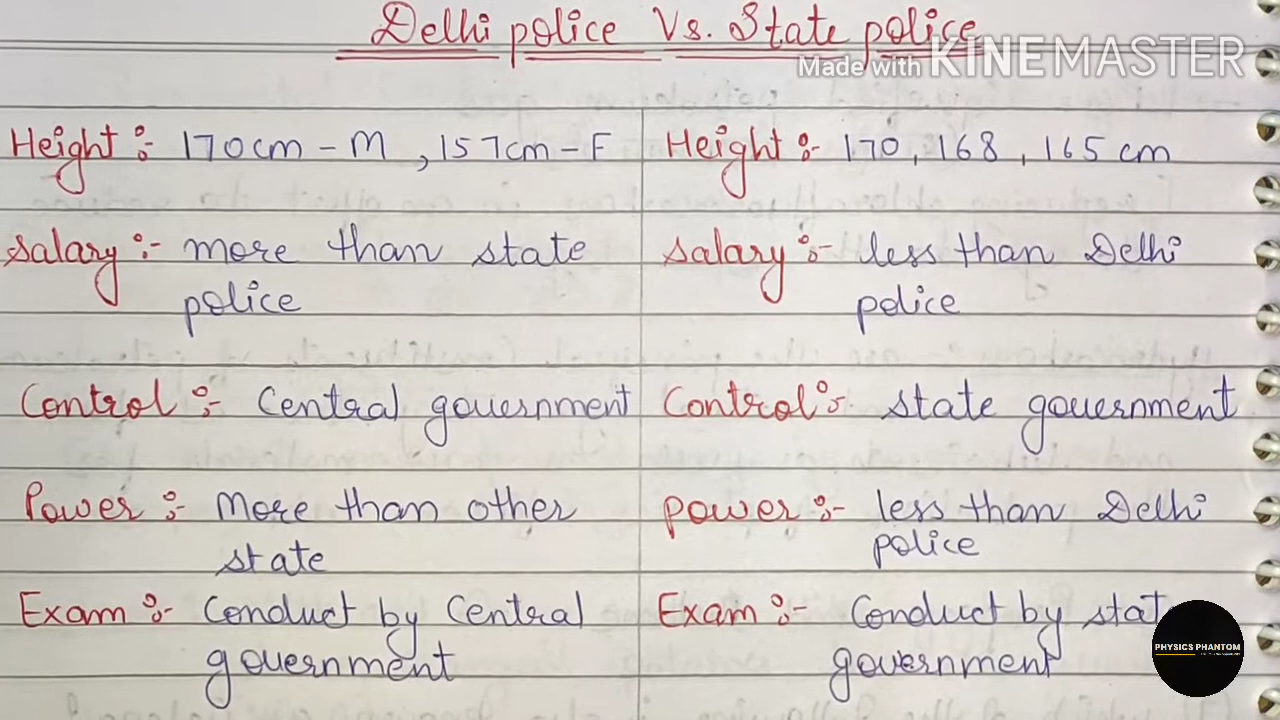 Delhi police Vs. State police
Made with KINEMASTER
Height :- 170cm - M , 157cm - F
Height :- 170, 168, 165 cm
Salary :- more than state
police
Salary :- less than Delhi
police
Control :- Central government
Control :- state government
Power :- More than other
state
power :- less than Delhi
police
Exam :- Conduct by Central
government
Exam :- Conduct by stat
government
PHYSICS PHANTOM